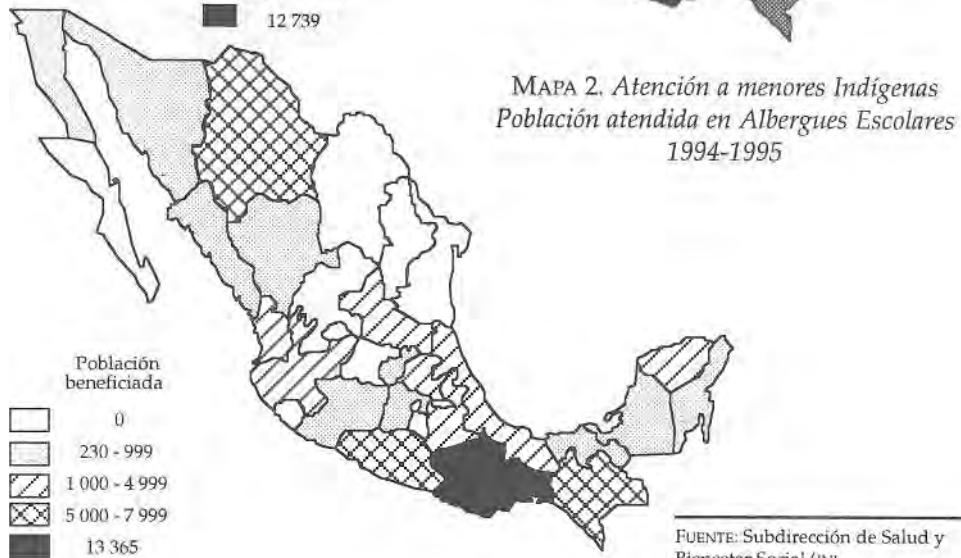 12 739
MAPA 2. Atención a menores Indígenas
Población atendida en Albergues Escolares
1994-1995
Población
beneficiada
0
230 - 999
1 000 - 4 999
5 000 - 7 999
13 365
FUENTE: Subdirección de Salud y